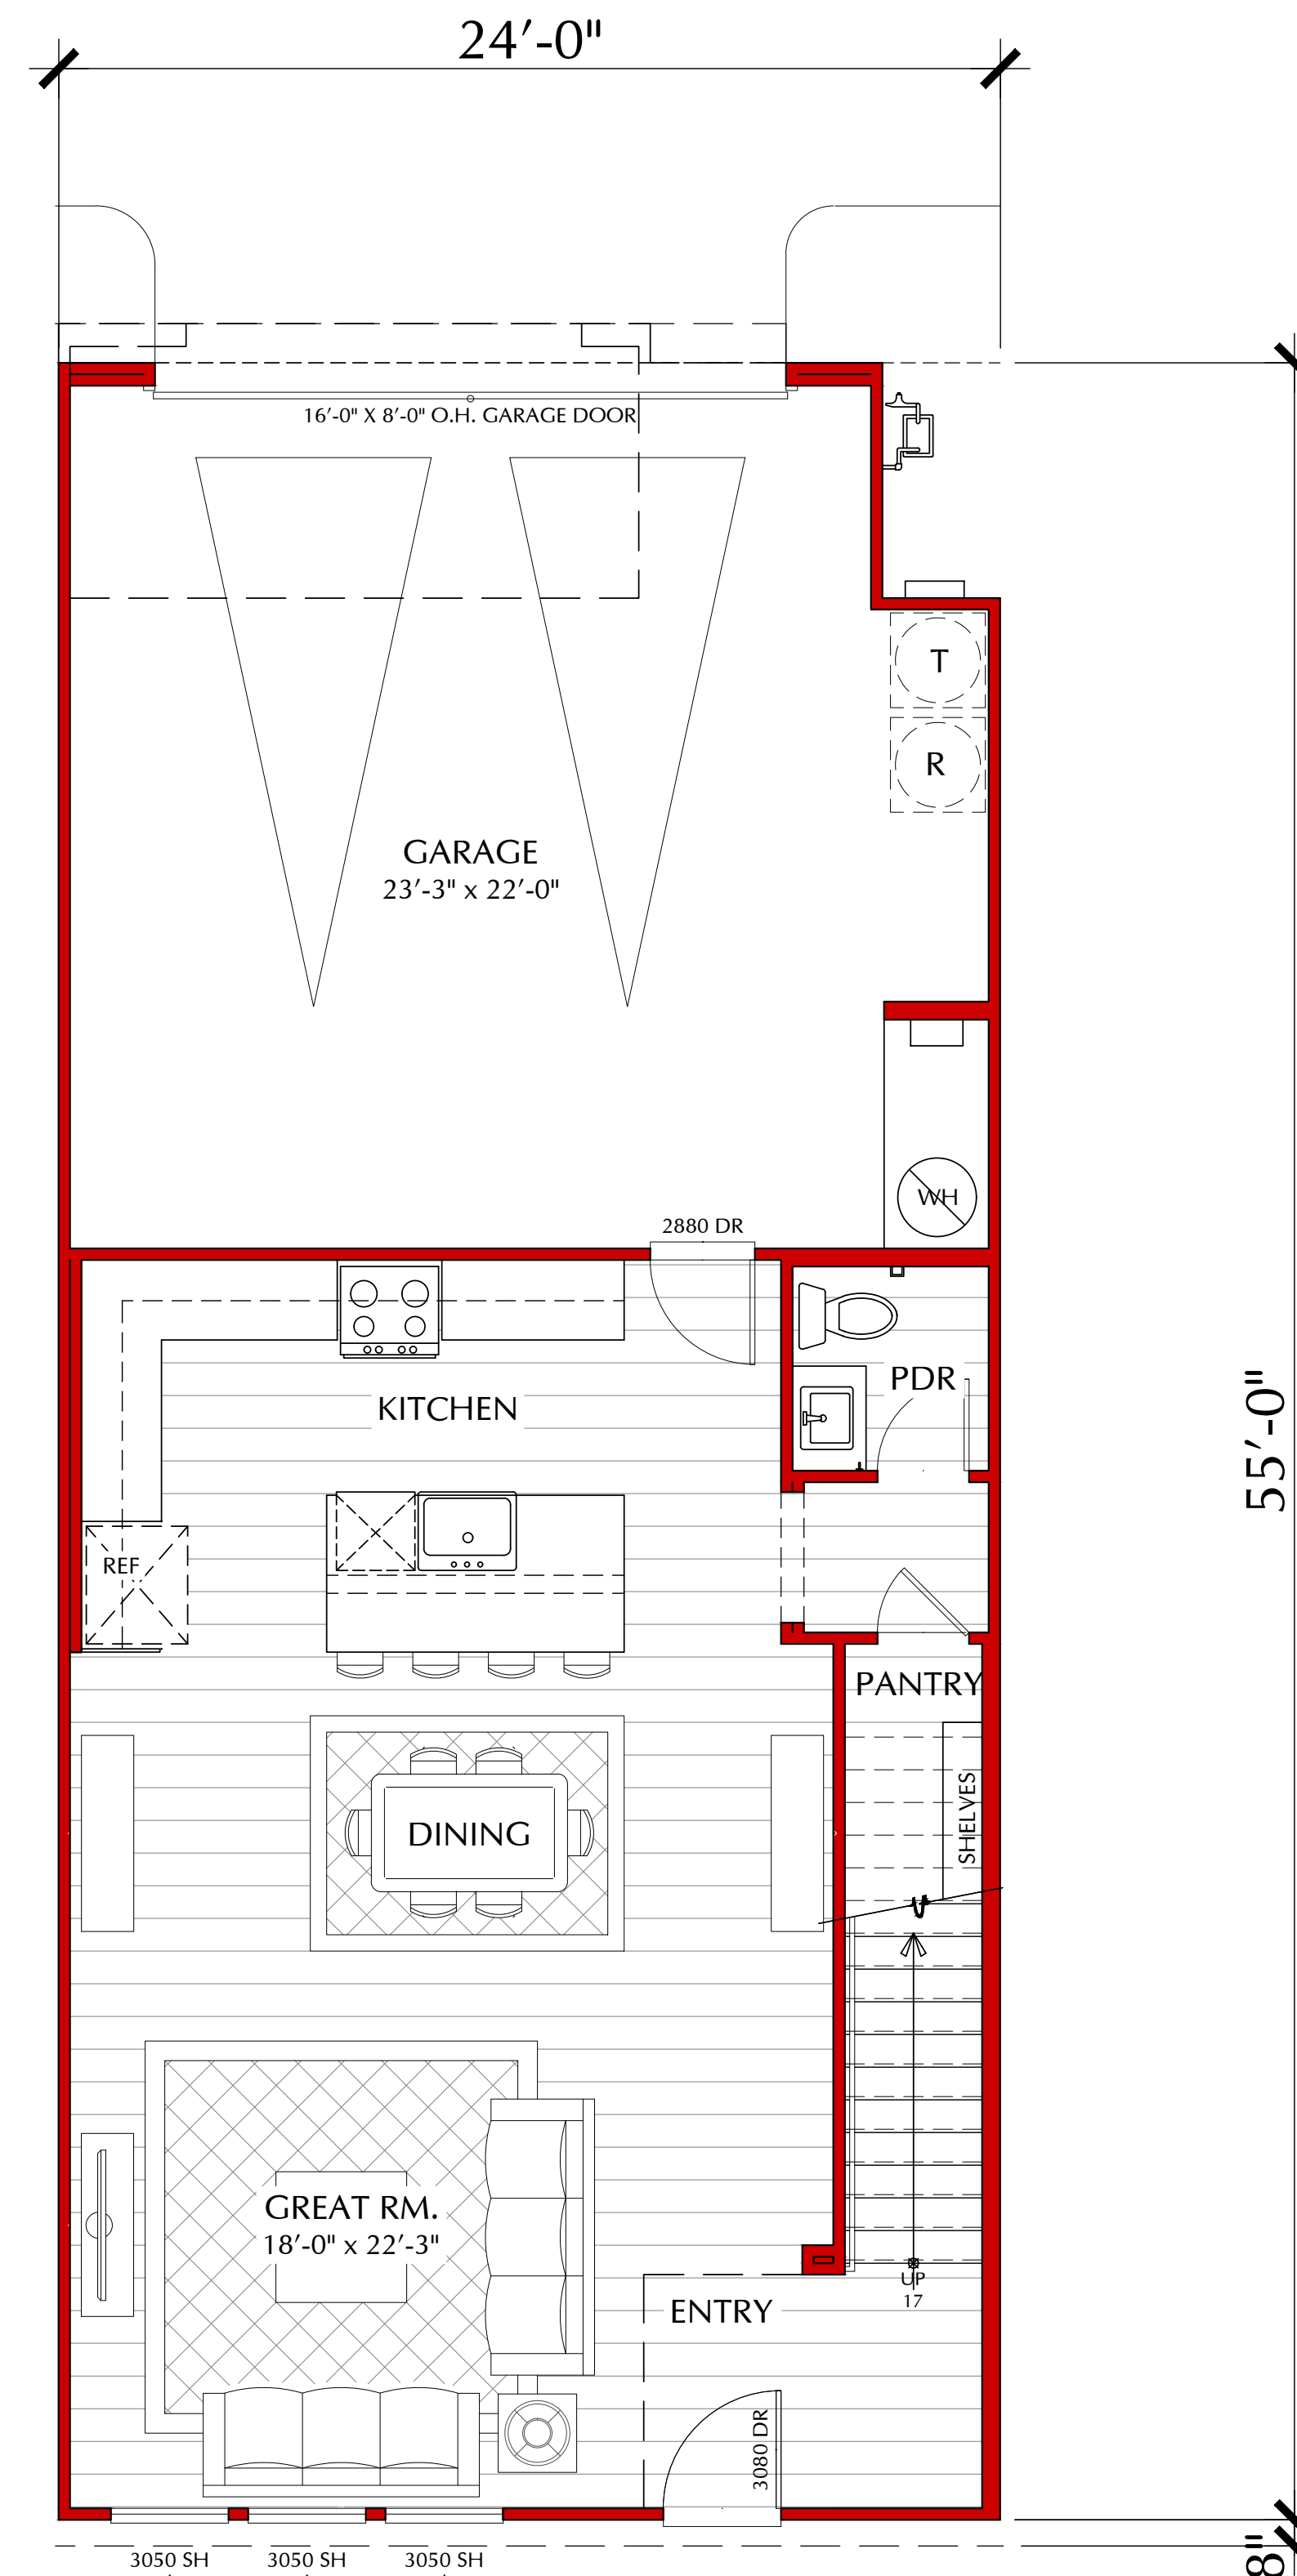 24'-0"
16'-0" X 8'-0" O.H. GARAGE DOOR
T
R
GARAGE
23'-3" x 22'-0"
WH
2880 DR
PDR
KITCHEN
55'-0"
REF
PANTRY
SHELVES
DINING
GREAT RM.
18'-0" x 22'-3"
UP
17
ENTRY
3080 DR
8"
3050 SH
3050 SH
3050 SH